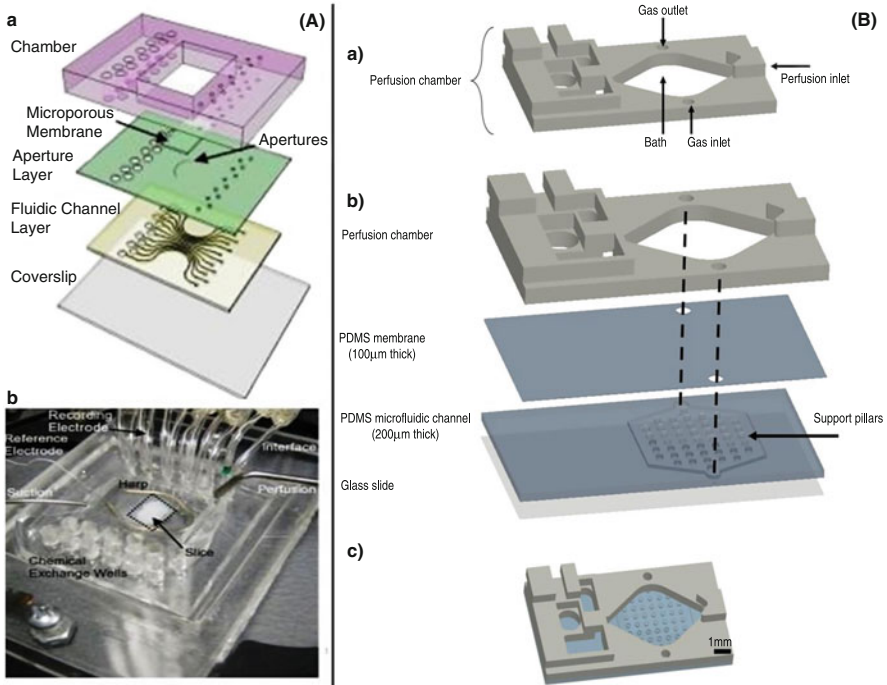 a
(A)
Chamber
Microporous
Membrane
Apertures
Aperture
Layer
Fluidic Channel
Layer
Coverslip
b
Recording
Electrode
Reference
Electrode
Interface
Suction
Harp
Perfusion
Slice
Chemical
Exchange Wells
(B)
a)
Gas outlet
Perfusion chamber
Perfusion inlet
Bath
Gas inlet
b)
Perfusion chamber
PDMS membrane
(100μm thick)
PDMS microfluidic channel
(200μm thick)
Support pillars
Glass slide
c)
1mm